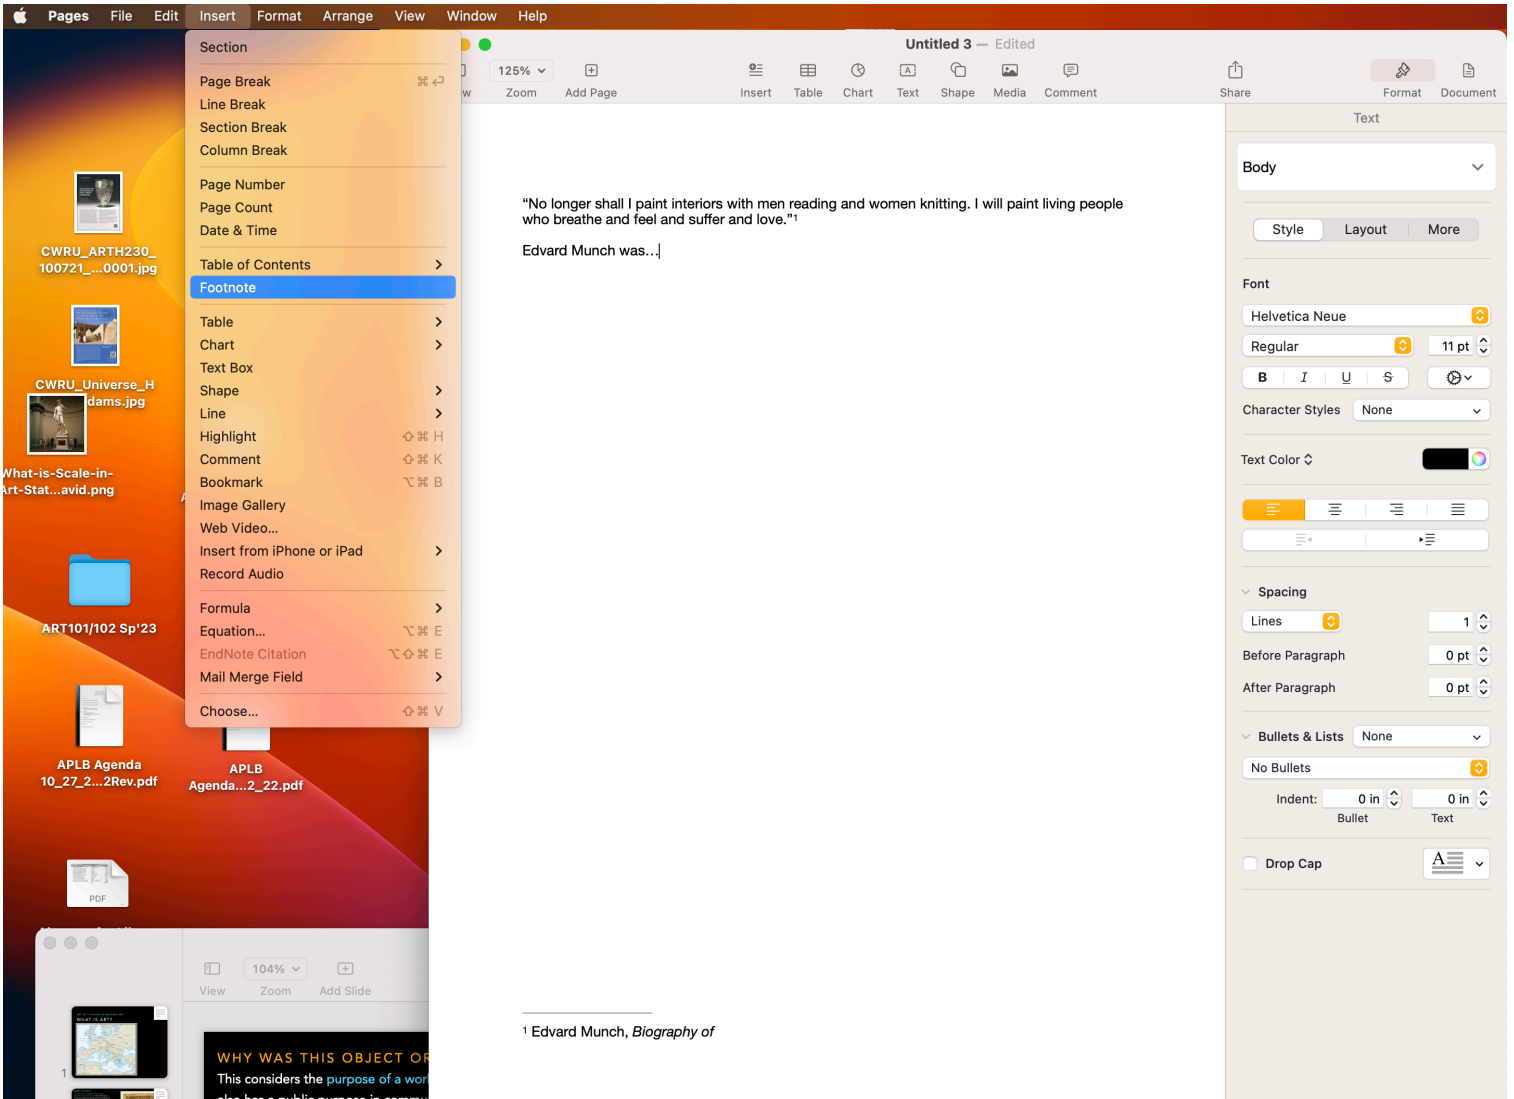 Pages File Edit Insert Format Arrange View Window Help
Section
Page Break ⌘ ⏎
Line Break
Section Break
Column Break
Page Number
Page Count
Date & Time
Table of Contents
Footnote
Table
Chart
Text Box
Shape
Line
Highlight ⇧⌘ H
Comment ⇧⌘ K
Bookmark ⌥⌘ B
Image Gallery
Web Video...
Insert from iPhone or iPad
Record Audio
Formula
Equation... ⌥⌘ E
EndNote Citation ⌥⇧⌘ E
Mail Merge Field
Choose... ⇧⌘ V
CWRU_ARTH230_
100721_...0001.jpg
CWRU_Universe_H
dams.jpg
What-is-Scale-in-
Art-Stat...avid.png
ART101/102 Sp'23
APLB Agenda
10_27_2...2Rev.pdf
APLB
Agenda...2_22.pdf
PDF
Untitled 3 — Edited
125%
Zoom Add Page Insert Table Chart Text Shape Media Comment Share Format Document
“No longer shall I paint interiors with men reading and women knitting. I will paint living people
who breathe and feel and suffer and love.”1
Edvard Munch was…
1 Edvard Munch, Biography of
Text
Body
Style Layout More
Font
Helvetica Neue
Regular 11 pt
B I U S
Character Styles None
Text Color
Spacing
Lines 1
Before Paragraph 0 pt
After Paragraph 0 pt
Bullets & Lists None
No Bullets
Indent: 0 in 0 in
Bullet Text
Drop Cap
A
104%
View Zoom Add Slide
WHAT IS ART?
1
WHY WAS THIS OBJECT OR
This considers the purpose of a worl